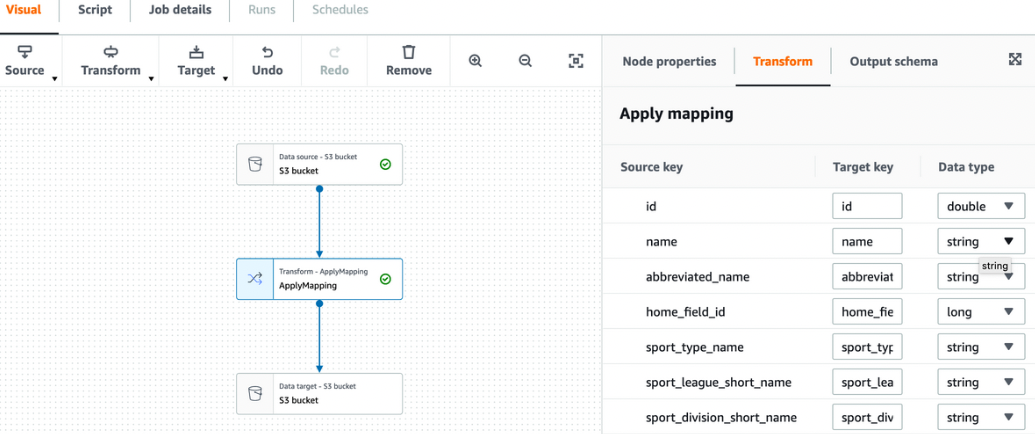 Visual Script Job details Runs Schedules
Source Transform Target Undo Redo Remove
Node properties Transform Output schema
Data source - S3 bucket
S3 bucket
Transform - ApplyMapping
ApplyMapping
Data target - S3 bucket
S3 bucket
Apply mapping
Source key Target key Data type
id id double
name name string
string
abbreviated_name abbreviat string
home_field_id home_fie long
sport_type_name sport_typ string
sport_league_short_name sport_lea string
sport_division_short_name sport_div string